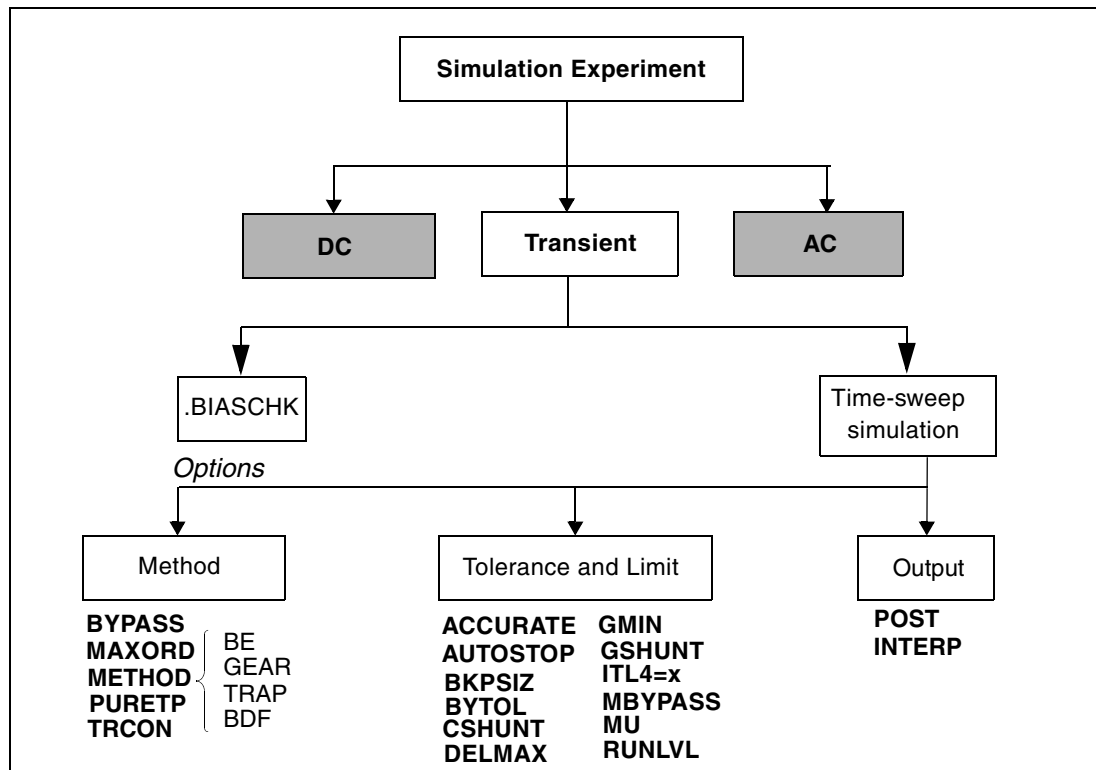 Simulation Experiment
DC
Transient
AC
.BIASCHK
Time-sweep
simulation
Options
Method
BYPASS
MAXORD
METHOD
PURETP
TRCON
BE
GEAR
TRAP
BDF
Tolerance and Limit
ACCURATE
AUTOSTOP
BKPSIZ
BYTOL
CSHUNT
DELMAX
GMIN
GSHUNT
ITL4=x
MBYPASS
MU
RUNLVL
Output
POST
INTERP